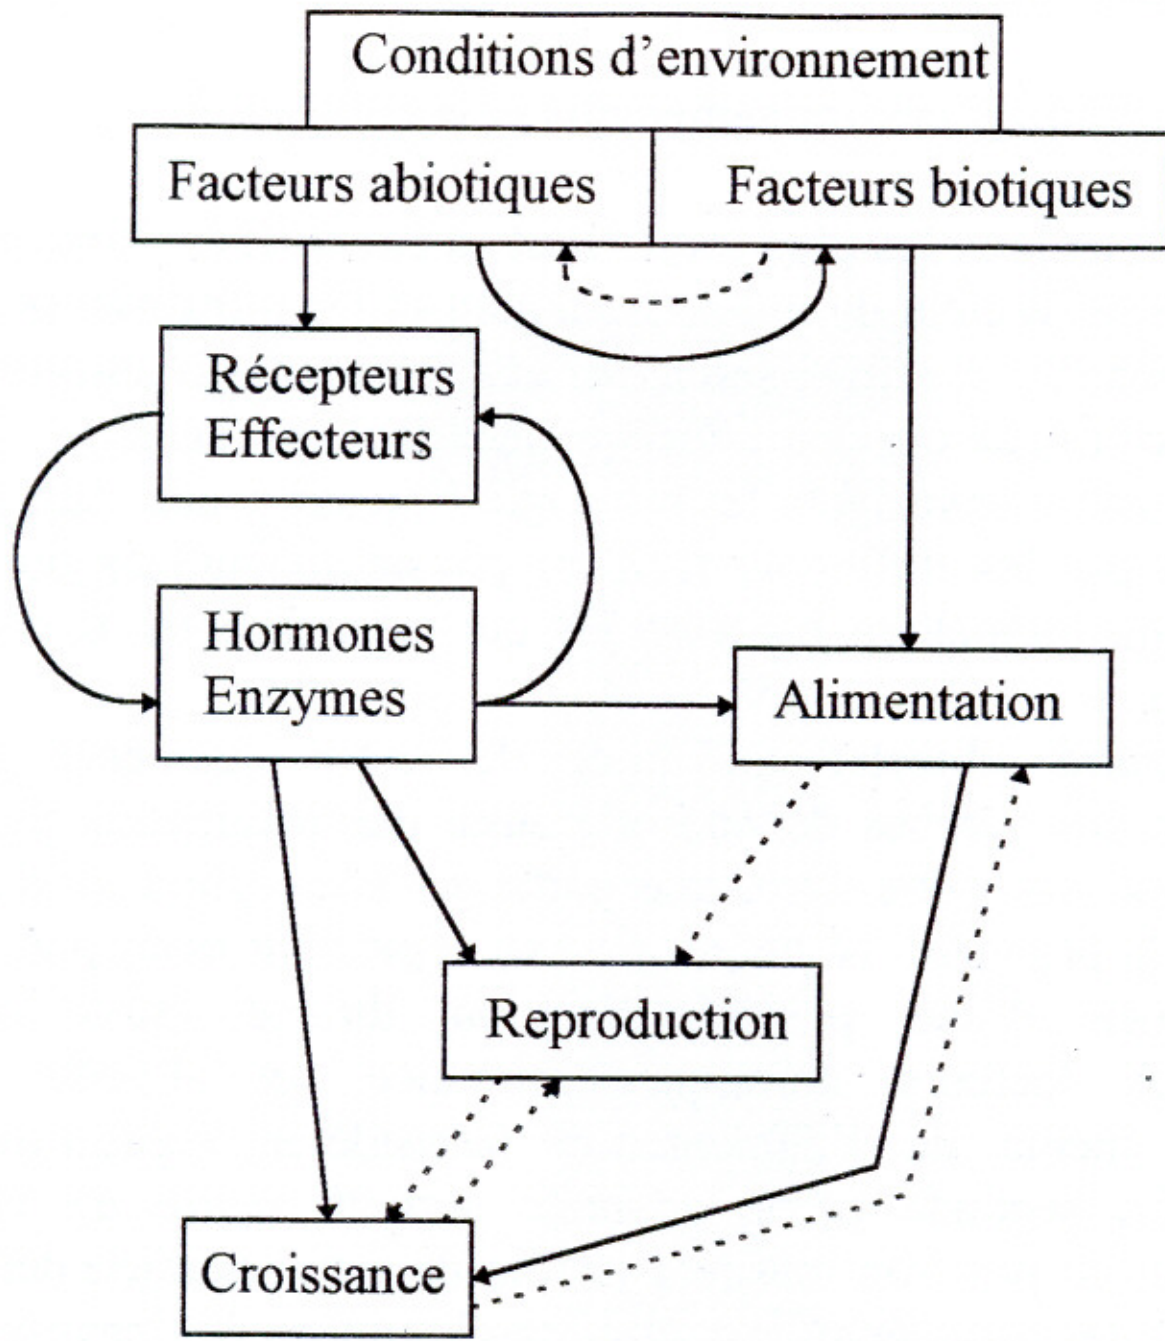 Conditions d'environnement
Facteurs abiotiques
Facteurs biotiques
Récepteurs
Effecteurs
Hormones
Enzymes
Alimentation
Reproduction
Croissance